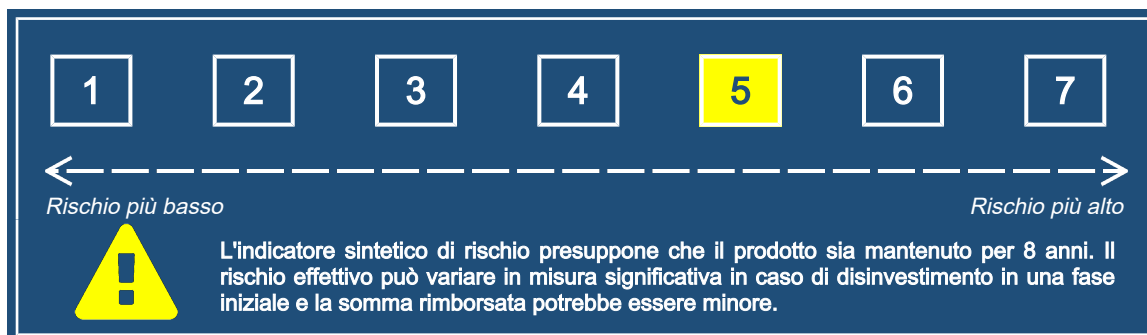 1 2 3 4 5 6 7
Rischio più basso Rischio più alto
L'indicatore sintetico di rischio presuppone che il prodotto sia mantenuto per 8 anni. Il
rischio effettivo può variare in misura significativa in caso di disinvestimento in una fase
iniziale e la somma rimborsata potrebbe essere minore.